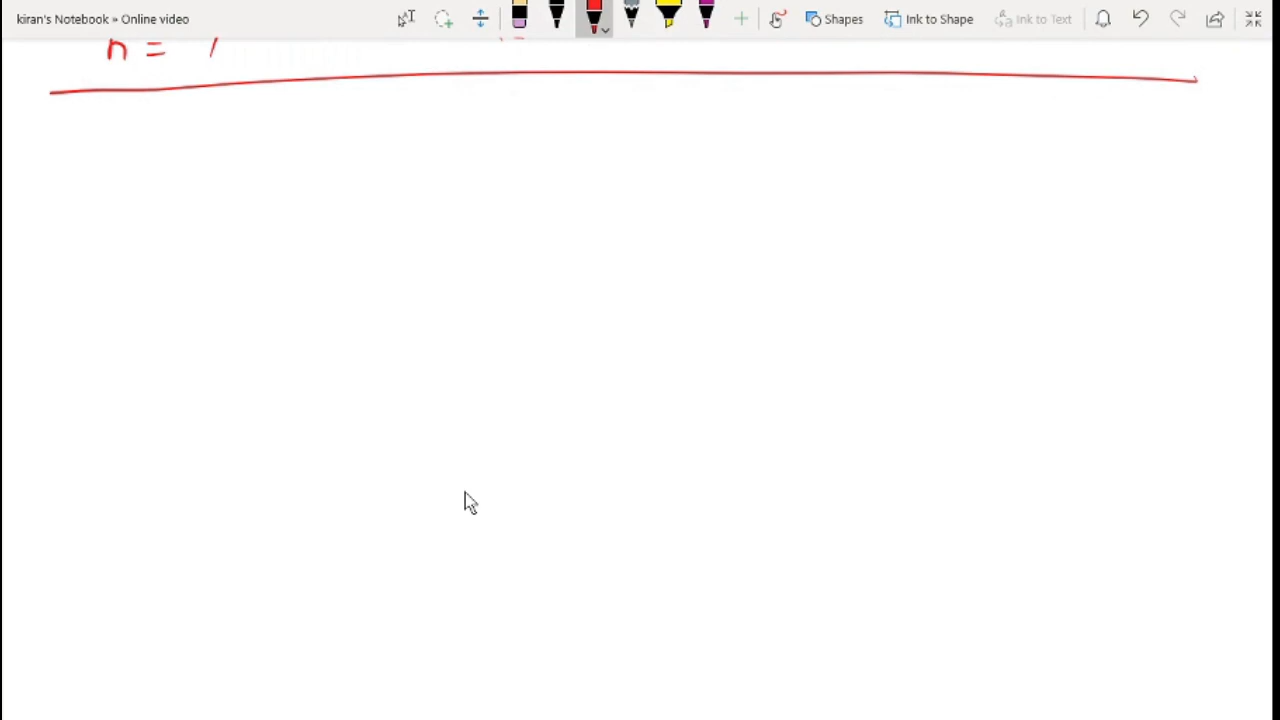 kiran's Notebook » Online video
Shapes
Ink to Shape
Ink to Text
n =